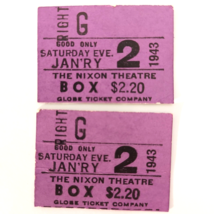 RIGHT
G
GOOD ONLY
SATURDAY EVE.
JAN'RY 2 1943
THE NIXON THEATRE
BOX $2.20
GLOBE TICKET COMPANY
RIGHT
G
GOOD ONLY
SATURDAY EVE.
JAN'RY 2 1943
THE NIXON THEATRE
BOX $2.20
GLOBE TICKET COMPANY